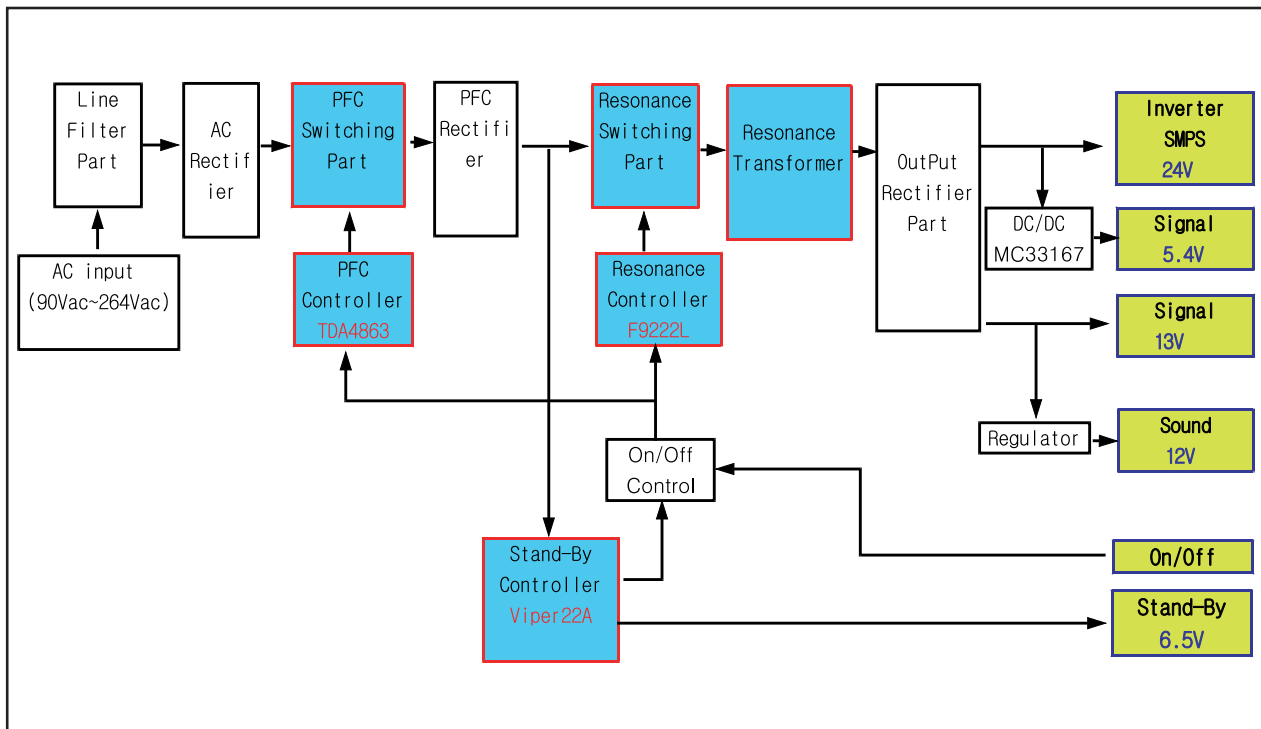 Line
Filter
Part
AC
Rectif
ier
PFC
Switching
Part
PFC
Rectifi
er
Resonance
Switching
Part
Resonance
Transformer
OutPut
Rectifier
Part
Inverter
SMPS
24V
DC/DC
MC33167
Signal
5.4V
AC input
(90Vac~264Vac)
PFC
Controller
TDA4863
Resonance
Controller
F9222L
Signal
13V
Regulator
Sound
12V
On/Off
Control
Stand-By
Controller
Viper22A
On/Off
Stand-By
6.5V